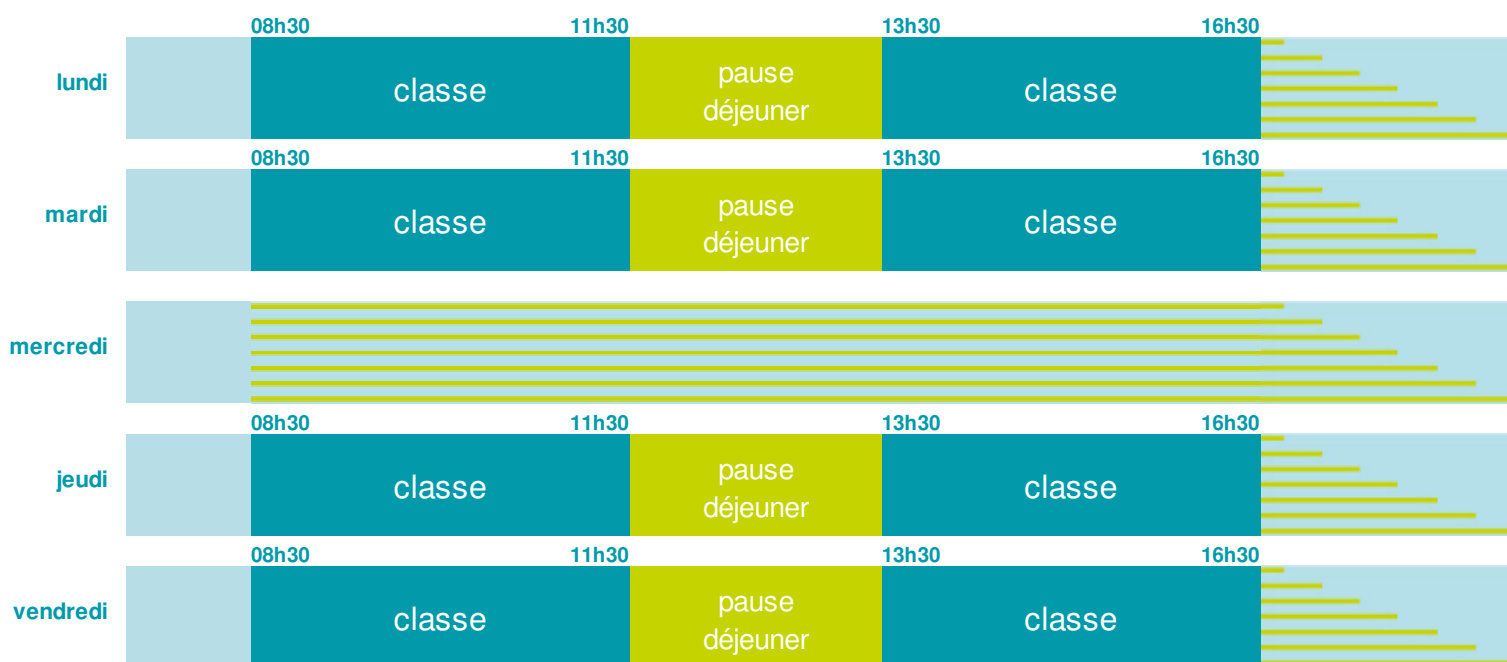 08h30 11h30 13h30 16h30
lundi
classe
pause
déjeuner
classe
08h30 11h30 13h30 16h30
mardi
classe
pause
déjeuner
classe
mercredi
08h30 11h30 13h30 16h30
jeudi
classe
pause
déjeuner
classe
08h30 11h30 13h30 16h30
vendredi
classe
pause
déjeuner
classe